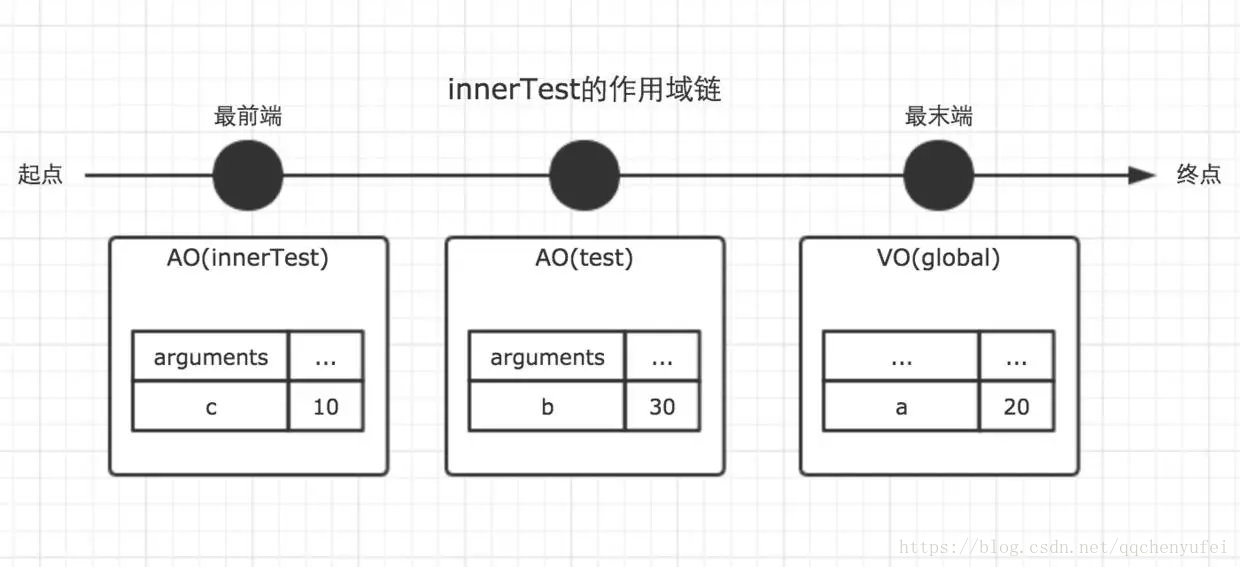 innerTest的作用域链
最前端
最末端
起点
终点
AO(innerTest)
arguments ...
c 10
AO(test)
arguments ...
b 30
VO(global)
... ...
a 20
https://blog.csdn.net/qqchenyufei